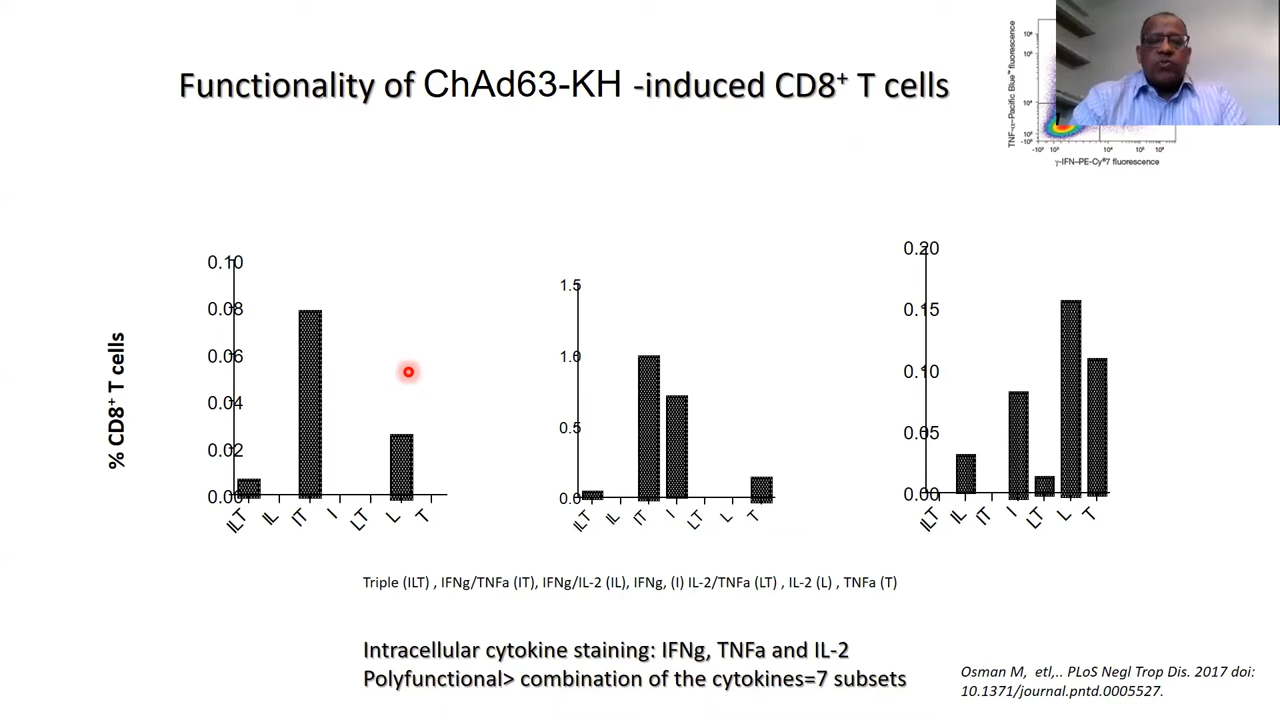 Functionality of ChAd63-KH -induced CD8⁺ T cells
TNF-α-Pacific Blue™ fluorescence
10⁴
-10³ 10³ 10⁴ 10⁵
γ-IFN-PE-Cy®7 fluorescence
% CD8⁺ T cells
0.10
0.08
0.06
0.04
0.02
0.00
ILT IL IT I LT L T
1.5
1.0
0.5
0.0
ILT IL IT I LT L T
0.20
0.15
0.10
0.05
0.00
ILT IL IT I LT L T
Triple (ILT) , IFNg/TNFa (IT), IFNg/IL-2 (IL), IFNg, (I) IL-2/TNFa (LT) , IL-2 (L) , TNFa (T)
Intracellular cytokine staining: IFNg, TNFa and IL-2
Polyfunctional> combination of the cytokines=7 subsets
Osman M, etl,.. PLoS Negl Trop Dis. 2017 doi:
10.1371/journal.pntd.0005527.